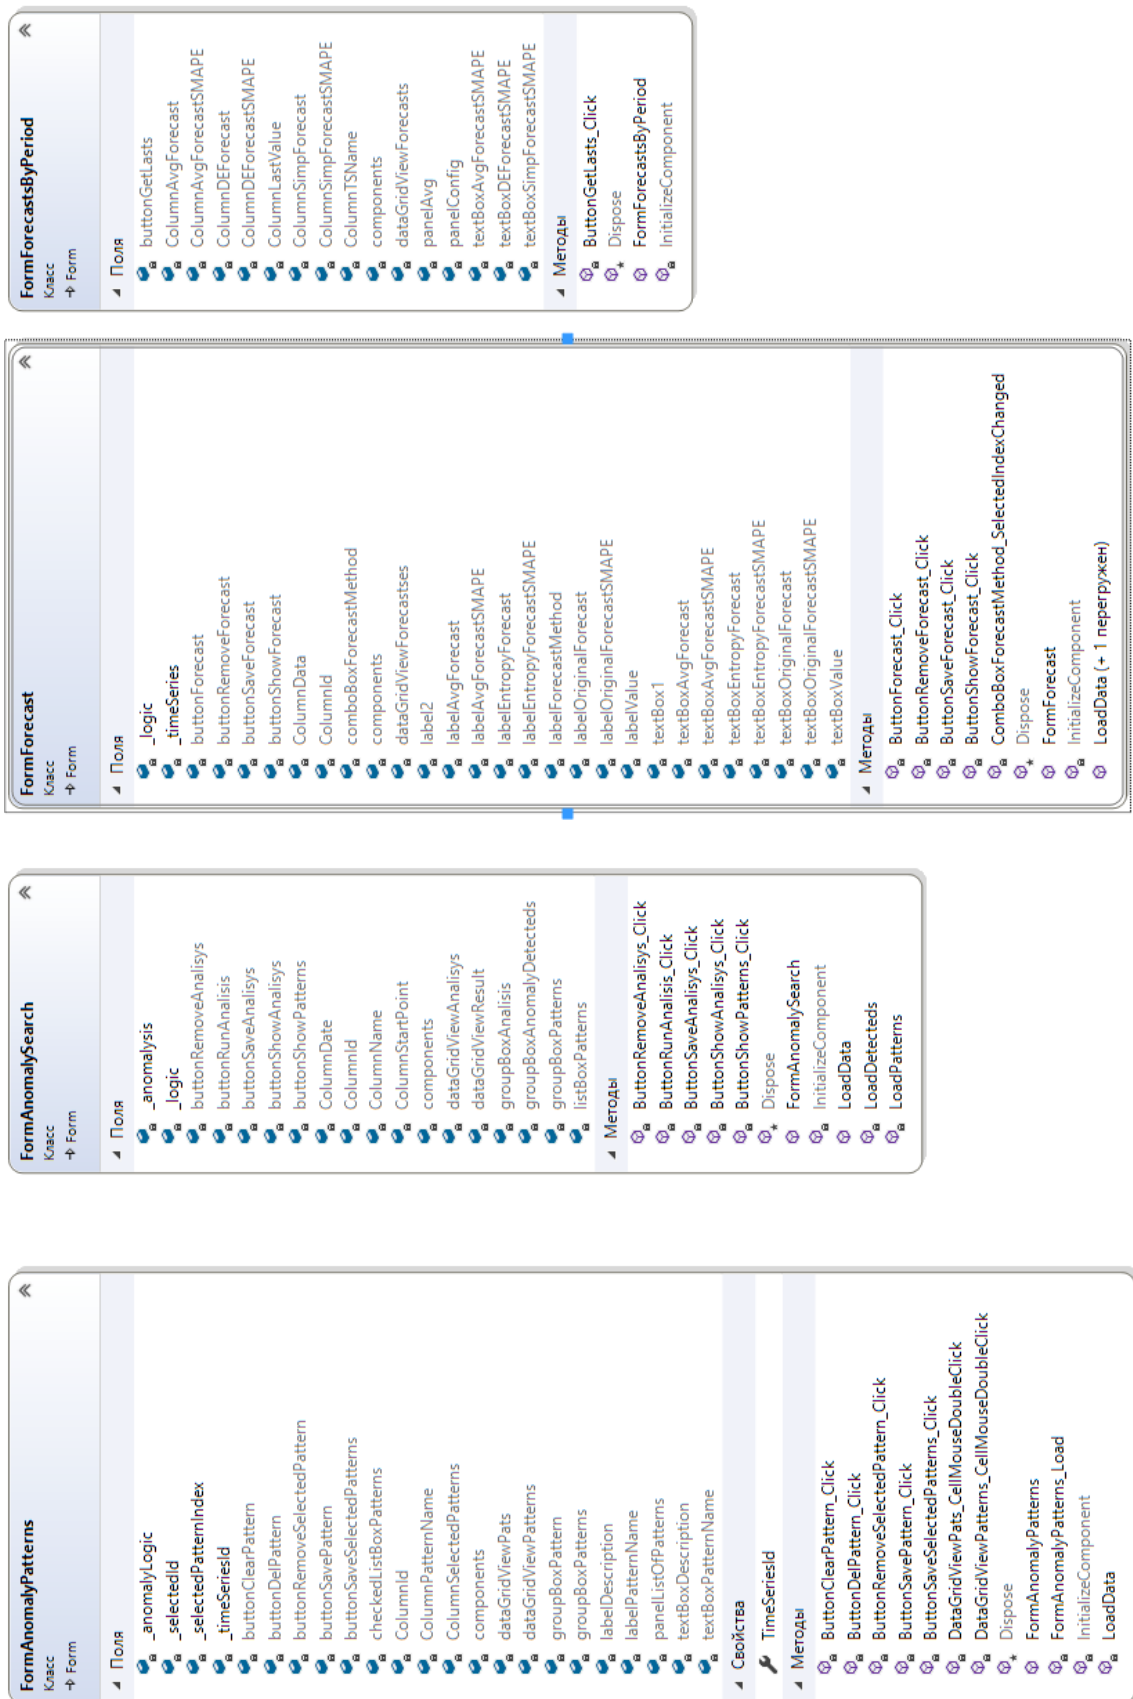 FormAnomalyPatterns
Класс
Form
Поля
_anomalyLogic
_selectedId
_selectedPatternIndex
_timeSeriesId
buttonClearPattern
buttonDelPattern
buttonRemoveSelectedPattern
buttonSavePattern
buttonSaveSelectedPatterns
checkedListBoxPatterns
ColumnId
ColumnPatternName
ColumnSelectedPatterns
components
dataGridViewPats
dataGridViewPatterns
groupBoxPattern
groupBoxPatterns
labelDescription
labelPatternName
panelListOfPatterns
textBoxDescription
textBoxPatternName
Свойства
TimeSeriesId
Методы
ButtonClearPattern_Click
ButtonDelPattern_Click
ButtonRemoveSelectedPattern_Click
ButtonSavePattern_Click
ButtonSaveSelectedPatterns_Click
DataGridViewPats_CellMouseDoubleClick
DataGridViewPatterns_CellMouseDoubleClick
Dispose
FormAnomalyPatterns
FormAnomalyPatterns_Load
InitializeComponent
LoadData
FormAnomalySearch
Класс
Form
Поля
_anomalysis
_logic
buttonRemoveAnalisys
buttonRunAnalisis
buttonSaveAnalisys
buttonShowAnalisys
buttonShowPatterns
ColumnDate
ColumnId
ColumnName
ColumnStartPoint
components
dataGridViewAnalisys
dataGridViewResult
groupBoxAnalisis
groupBoxAnomalyDetecteds
groupBoxPatterns
listBoxPatterns
Методы
ButtonRemoveAnalisys_Click
ButtonRunAnalisis_Click
ButtonSaveAnalisys_Click
ButtonShowAnalisys_Click
ButtonShowPatterns_Click
Dispose
FormAnomalySearch
InitializeComponent
LoadData
LoadDetecteds
LoadPatterns
FormForecast
Класс
Form
Поля
_logic
_timeSeries
buttonForecast
buttonRemoveForecast
buttonSaveForecast
buttonShowForecast
ColumnData
ColumnId
comboBoxForecastMethod
components
dataGridViewForecastses
label2
labelAvgForecast
labelAvgForecastSMAPE
labelEntropyForecast
labelEntropyForecastSMAPE
labelForecastMethod
labelOriginalForecast
labelOriginalForecastSMAPE
labelValue
textBox1
textBoxAvgForecast
textBoxAvgForecastSMAPE
textBoxEntropyForecast
textBoxEntropyForecastSMAPE
textBoxOriginalForecast
textBoxOriginalForecastSMAPE
textBoxValue
Методы
ButtonForecast_Click
ButtonRemoveForecast_Click
ButtonSaveForecast_Click
ButtonShowForecast_Click
ComboBoxForecastMethod_SelectedIndexChanged
Dispose
FormForecast
InitializeComponent
LoadData (+ 1 перегружен)
FormForecastsByPeriod
Класс
Form
Поля
buttonGetLasts
ColumnAvgForecast
ColumnAvgForecastSMAPE
ColumnDEForecast
ColumnDEForecastSMAPE
ColumnLastValue
ColumnSimpForecast
ColumnSimpForecastSMAPE
ColumnTSName
components
dataGridViewForecasts
panelAvg
panelConfig
textBoxAvgForecastSMAPE
textBoxDEForecastSMAPE
textBoxSimpForecastSMAPE
Методы
ButtonGetLasts_Click
Dispose
FormForecastsByPeriod
InitializeComponent